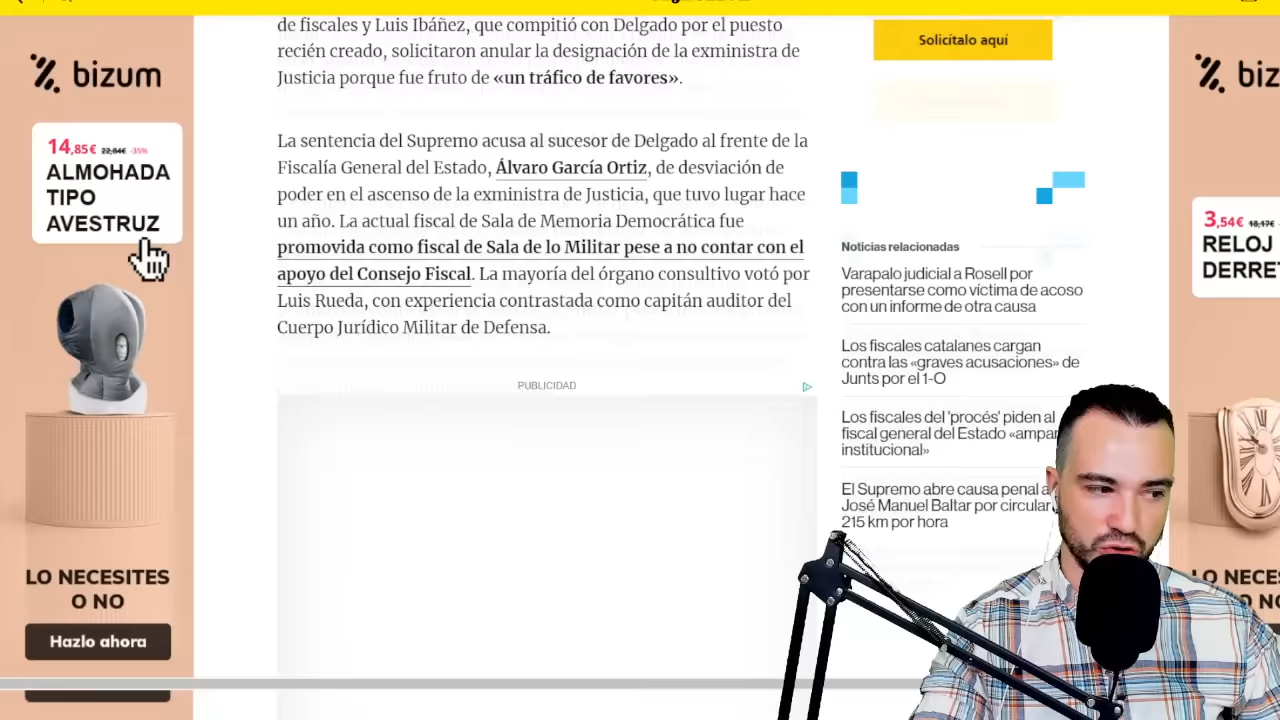 de fiscales y Luis Ibáñez, que compitió con Delgado por el puesto
recién creado, solicitaron anular la designación de la exministra de
Justicia porque fue fruto de «un tráfico de favores».
La sentencia del Supremo acusa al sucesor de Delgado al frente de la
Fiscalía General del Estado, Álvaro García Ortiz, de desviación de
poder en el ascenso de la exministra de Justicia, que tuvo lugar hace
un año. La actual fiscal de Sala de Memoria Democrática fue
promovida como fiscal de Sala de lo Militar pese a no contar con el
apoyo del Consejo Fiscal. La mayoría del órgano consultivo votó por
Luis Rueda, con experiencia contrastada como capitán auditor del
Cuerpo Jurídico Militar de Defensa.
PUBLICIDAD
bizum
14,85€ 22,84€ -35%
ALMOHADA
TIPO
AVESTRUZ
LO NECESITES
O NO
Hazlo ahora
Solicítalo aquí
Noticias relacionadas
Varapalo judicial a Rosell por
presentarse como víctima de acoso
con un informe de otra causa
Los fiscales catalanes cargan
contra las «graves acusaciones» de
Junts por el 1-O
Los fiscales del 'procés' piden al
fiscal general del Estado «ampar
institucional»
El Supremo abre causa penal a
José Manuel Baltar por circular
215 km por hora
biz
3,54€ 18,17€
RELOJ
DERRE
LO NECES
O NO